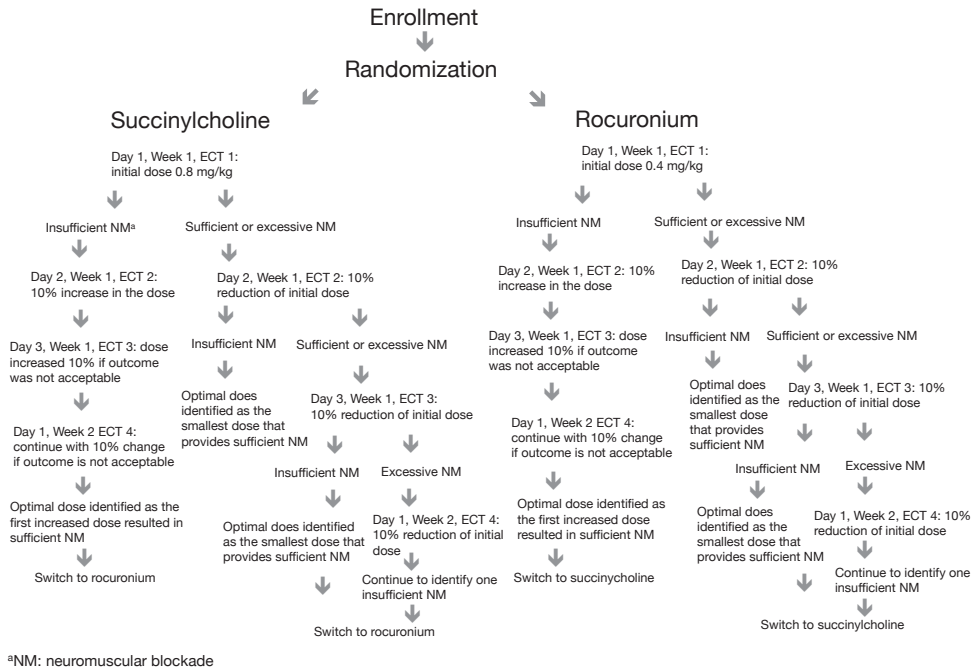 Enrollment
Randomization
Succinylcholine
Day 1, Week 1, ECT 1:
initial dose 0.8 mg/kg
Insufficient NMᵃ
Day 2, Week 1, ECT 2:
10% increase in the dose
Day 3, Week 1, ECT 3: dose
increased 10% if outcome
was not acceptable
Day 1, Week 2 ECT 4:
continue with 10% change
if outcome is not acceptable
Optimal dose identified as the
first increased dose resulted in
sufficient NM
Switch to rocuronium
Sufficient or excessive NM
Day 2, Week 1, ECT 2: 10%
reduction of initial dose
Insufficient NM
Optimal does
identified as the
smallest dose that
provides sufficient NM
Sufficient or excessive NM
Day 3, Week 1, ECT 3:
10% reduction of initial dose
Insufficient NM
Optimal does identified
as the smallest dose that
provides sufficient NM
Excessive NM
Day 1, Week 2, ECT 4:
10% reduction of initial
dose
Continue to identify one
insufficient NM
Switch to rocuronium
Rocuronium
Day 1, Week 1, ECT 1:
initial dose 0.4 mg/kg
Insufficient NM
Day 2, Week 1, ECT 2: 10%
increase in the dose
Day 3, Week 1, ECT 3: dose
increased 10% if outcome
was not acceptable
Day 1, Week 2 ECT 4:
continue with 10% change
if outcome is not acceptable
Optimal dose identified as
the first increased dose
resulted in sufficient NM
Switch to succinycholine
Sufficient or excessive NM
Day 2, Week 1, ECT 2: 10%
reduction of initial dose
Insufficient NM
Optimal does
identified as the
smallest dose
that provides
sufficient NM
Sufficient or excessive NM
Day 3, Week 1, ECT 3: 10%
reduction of initial dose
Insufficient NM
Optimal does
identified as the
smallest dose that
provides sufficient NM
Excessive NM
Day 1, Week 2, ECT 4: 10%
reduction of initial dose
Continue to identify one
insufficient NM
Switch to succinylcholine
ᵃNM: neuromuscular blockade